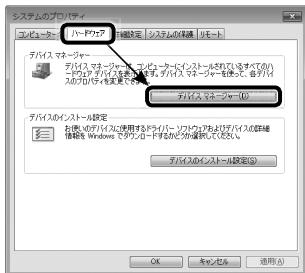 システムのプロパティ
コンピューター
ハードウェア
詳細設定
システムの保護
リモート
デバイス マネージャー
デバイス マネージャーは、コンピューターにインストールされているすべてのハ
ードウェア デバイスを表示します。デバイス マネージャーを使って、各デバイ
スのプロパティを変更できます。
デバイス マネージャー(D)
デバイスのインストール設定
お使いのデバイスに使用するドライバー ソフトウェアおよびデバイスの詳細
情報を Windows でダウンロードするかどうか選択してください。
デバイスのインストール設定(S)
OK
キャンセル
適用(A)